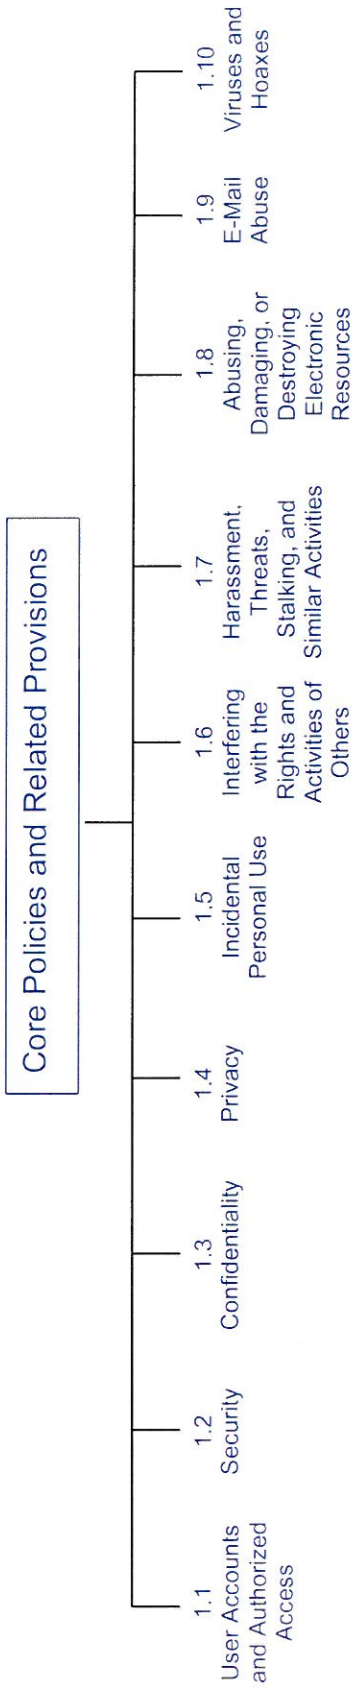 Core Policies and Related Provisions
1.1
User Accounts
and Authorized
Access
1.2
Security
1.3
Confidentiality
1.4
Privacy
1.5
Incidental
Personal Use
1.6
Interfering
with the
Rights and
Activities of
Others
1.7
Harassment,
Threats,
Stalking, and
Similar Activities
1.8
Abusing,
Damaging, or
Destroying
Electronic
Resources
1.9
E-Mail
Abuse
1.10
Viruses and
Hoaxes